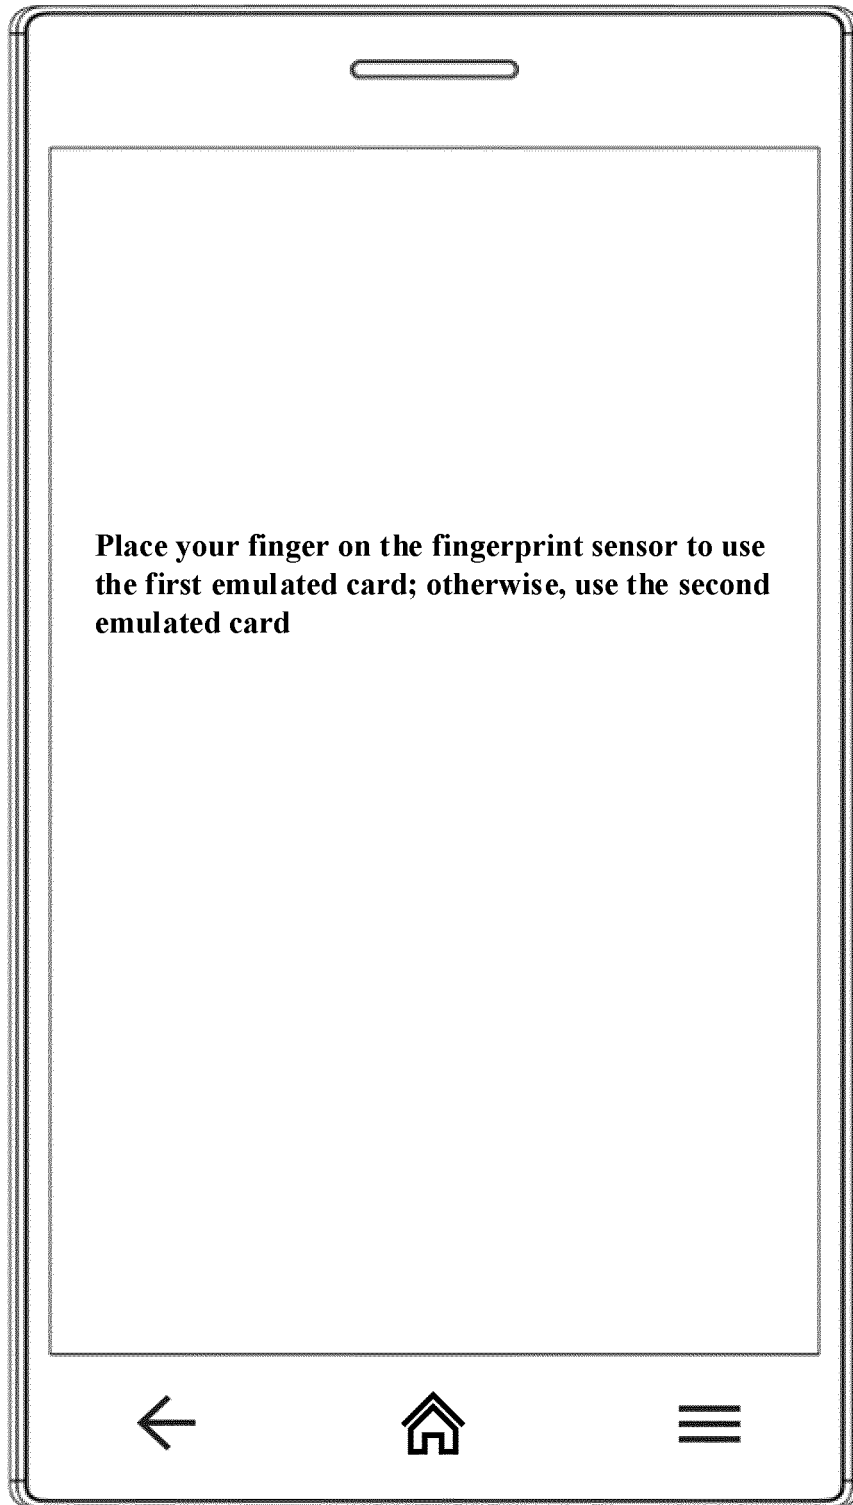 Place your finger on the fingerprint sensor to use
the first emulated card; otherwise, use the second
emulated card